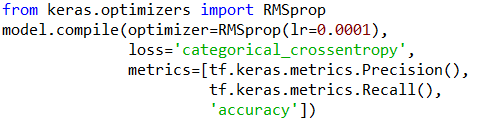 from keras.optimizers import RMSprop
model.compile(optimizer=RMSprop(lr=0.0001),
              loss='categorical_crossentropy',
              metrics=[tf.keras.metrics.Precision(),
                       tf.keras.metrics.Recall(),
                       'accuracy'])